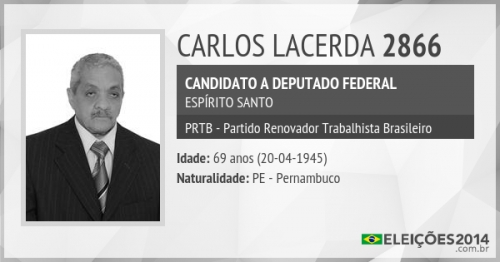 CARLOS LACERDA 2866
CANDIDATO A DEPUTADO FEDERAL
ESPÍRITO SANTO
PRTB - Partido Renovador Trabalhista Brasileiro
Idade: 69 anos (20-04-1945)
Naturalidade: PE - Pernambuco
ELEIÇÕES2014
.com.br